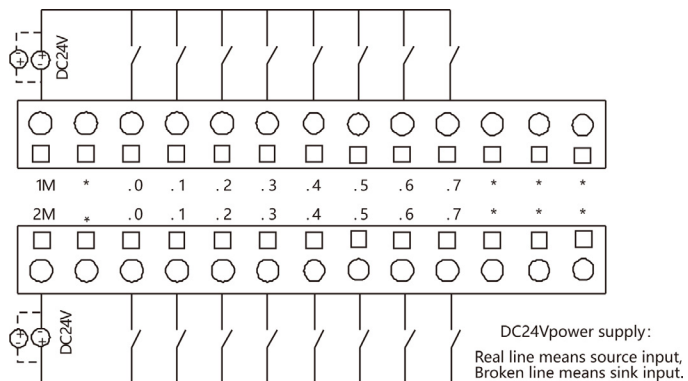 DC24V
1M * .0 .1 .2 .3 .4 .5 .6 .7 * * *
2M * .0 .1 .2 .3 .4 .5 .6 .7 * * *
DC24V
DC24Vpower supply:
Real line means source input,
Broken line means sink input.